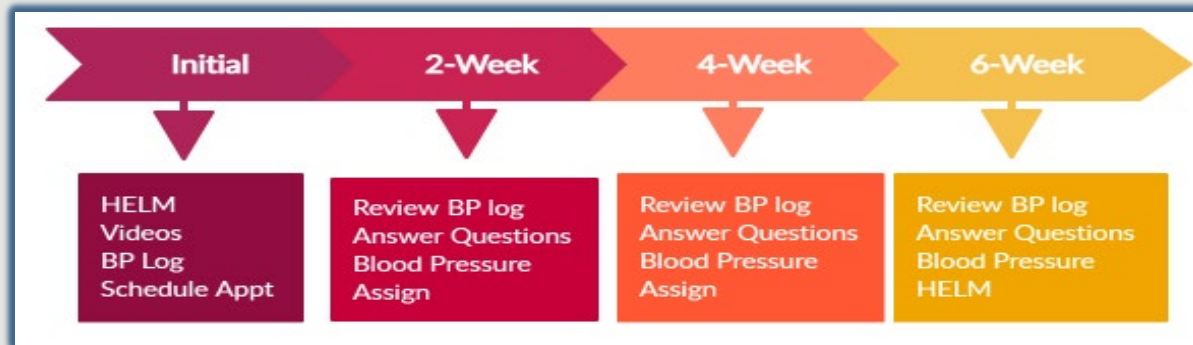 Initial
2-Week
4-Week
6-Week
HELM
Videos
BP Log
Schedule Appt
Review BP log
Answer Questions
Blood Pressure
Assign
Review BP log
Answer Questions
Blood Pressure
Assign
Review BP log
Answer Questions
Blood Pressure
HELM